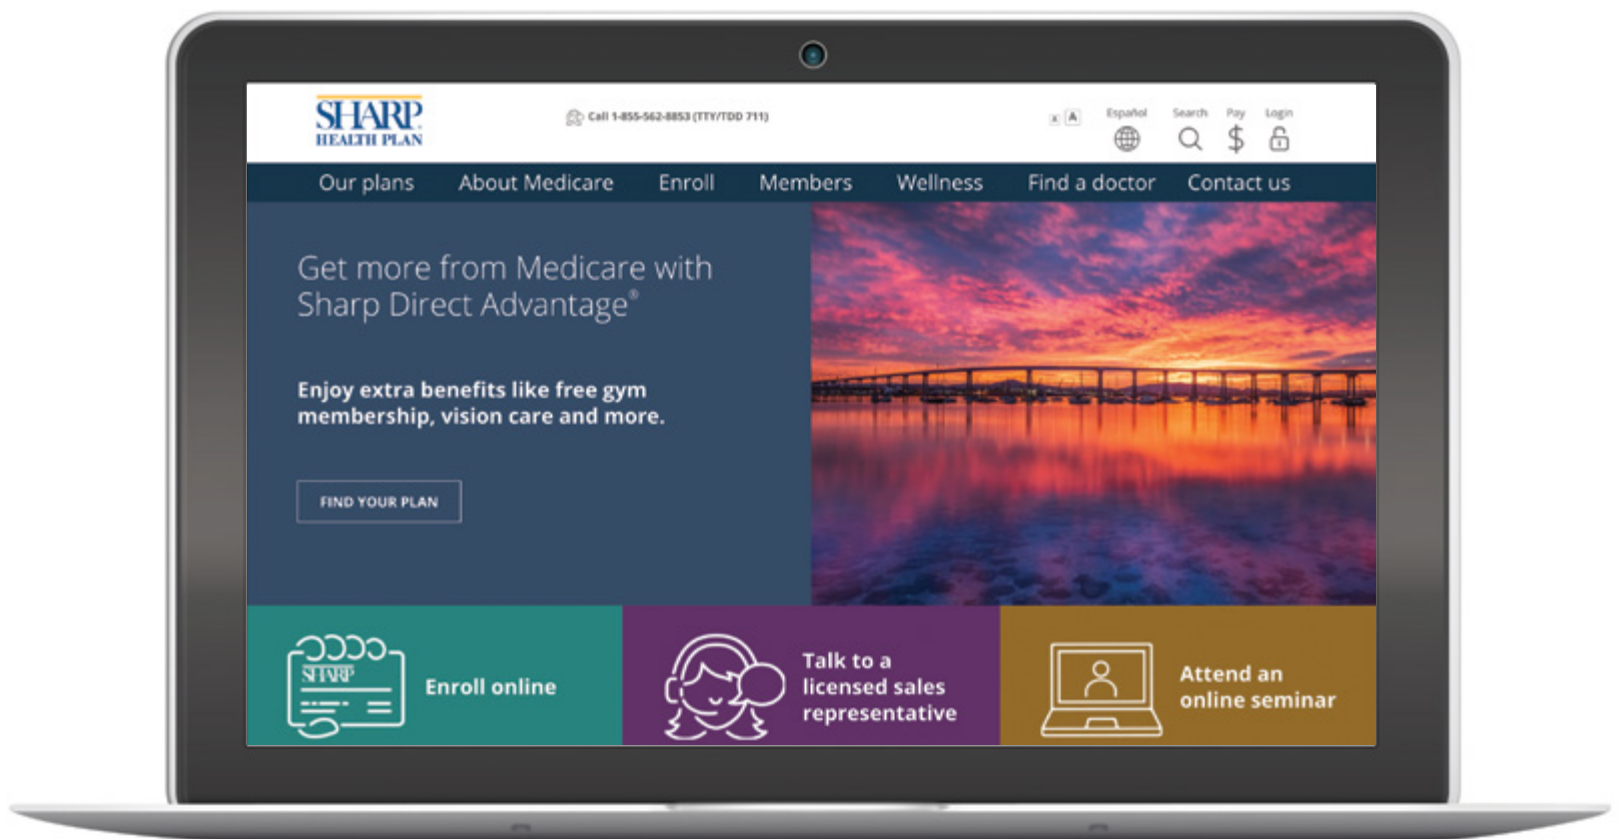 SHARP
HEALTH PLAN
Call 1-855-562-8853 (TTY/TDD 711)
A A
Español
Search
Pay
$
Login
Our plans About Medicare Enroll Members Wellness Find a doctor Contact us
Get more from Medicare with
Sharp Direct Advantage®
Enjoy extra benefits like free gym
membership, vision care and more.
FIND YOUR PLAN
SHARP
Enroll online
Talk to a
licensed sales
representative
Attend an
online seminar